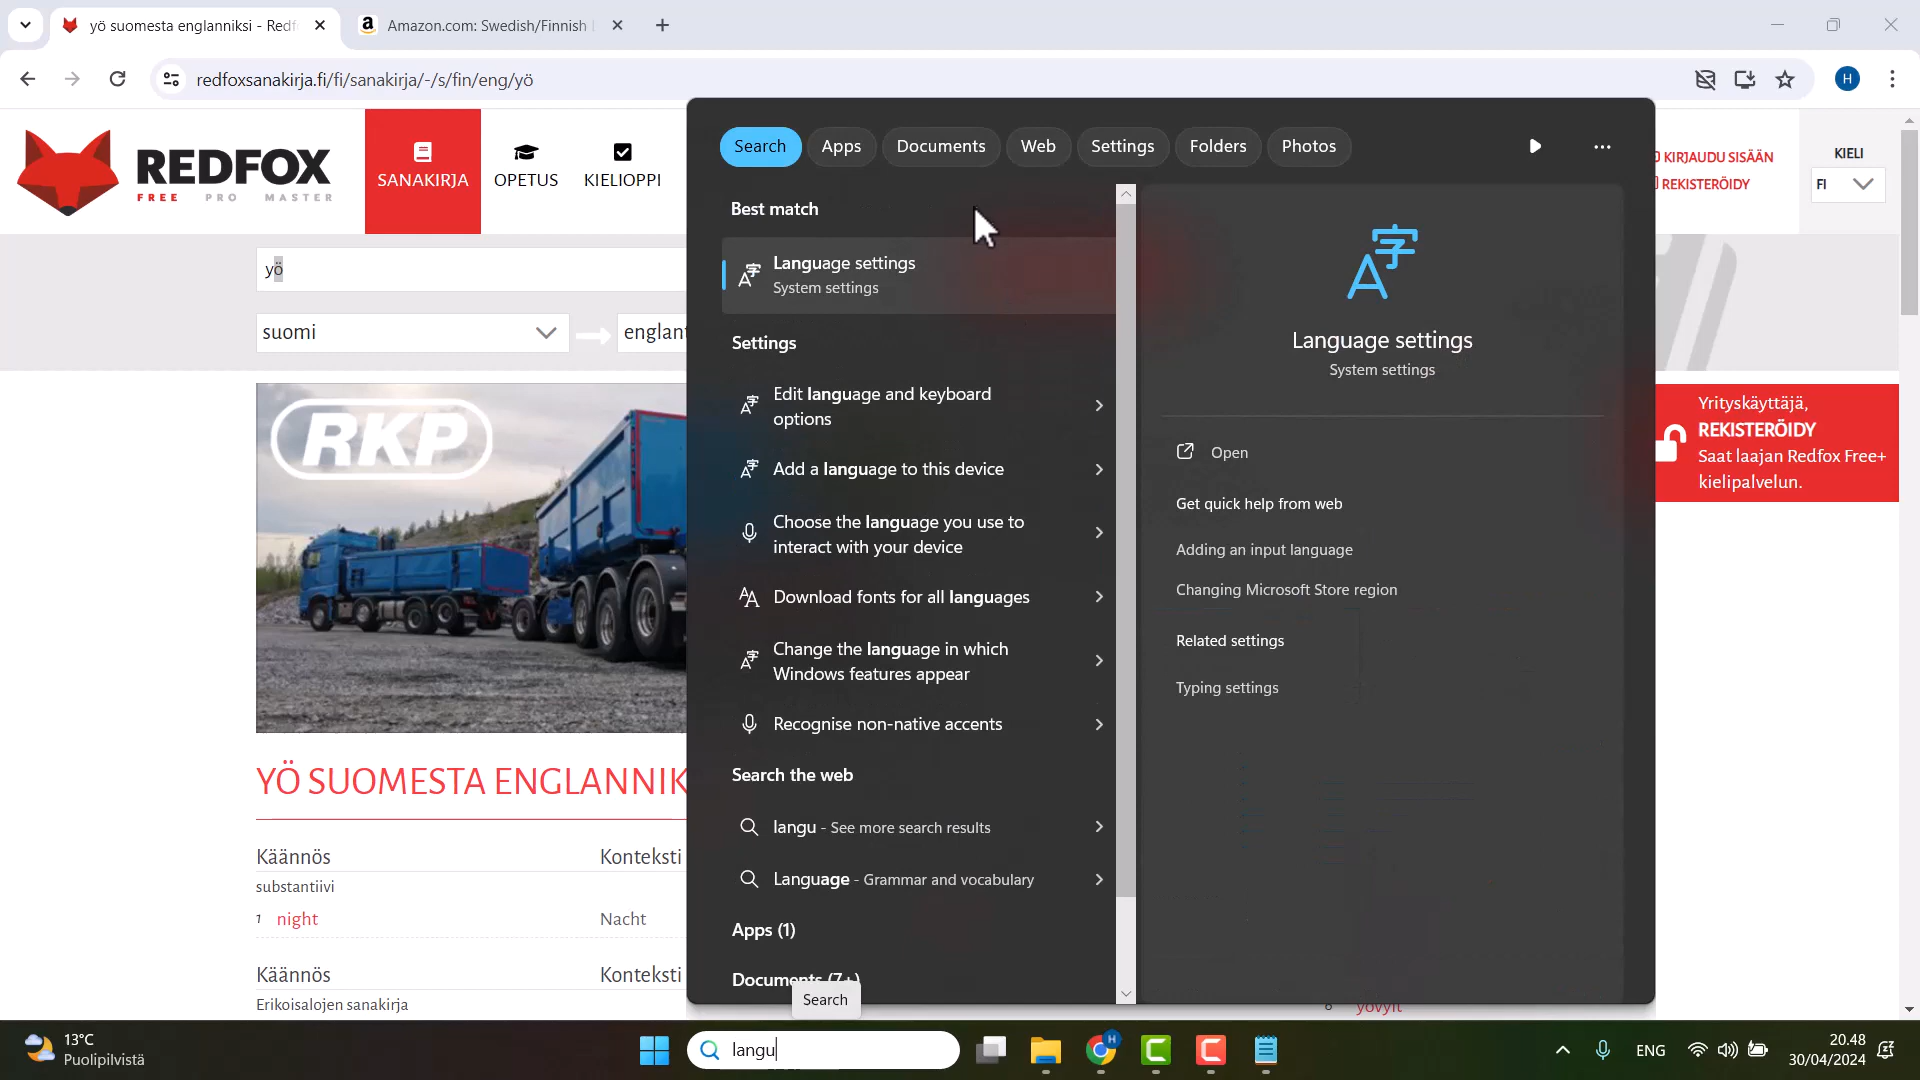 yö suomesta englanniksi - Redf
Amazon.com: Swedish/Finnish
redfoxsanakirja.fi/fi/sanakirja/-/s/fin/eng/yö
H
REDFOX
FREE PRO MASTER
SANAKIRJA
OPETUS
KIELIOPPI
KIRJAUDU SISÄÄN
REKISTERÖIDY
KIELI
FI
yö
suomi
englant
RKP
Yrityskäyttäjä,
REKISTERÖIDY
Saat laajan Redfox Free+
kielipalvelun.
YÖ SUOMESTA ENGLANNIK
Käännös Konteksti
substantiivi
1 night Nacht
Käännös Konteksti
Erikoisalojen sanakirja
Search Apps Documents Web Settings Folders Photos
Best match
Language settings
System settings
Settings
Edit language and keyboard
options
Add a language to this device
Choose the language you use to
interact with your device
Download fonts for all languages
Change the language in which
Windows features appear
Recognise non-native accents
Search the web
langu - See more search results
Language - Grammar and vocabulary
Apps (1)
Documents (7+)
Search
Language settings
System settings
Open
Get quick help from web
Adding an input language
Changing Microsoft Store region
Related settings
Typing settings
13°C
Puolipilvistä
langu
H
ENG
20.48
30/04/2024